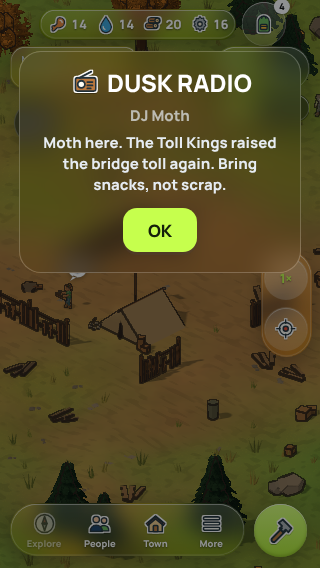 14 14 20 16
4
DUSK RADIO
DJ Moth
Moth here. The Toll Kings raised
the bridge toll again. Bring
snacks, not scrap.
OK
1×
Explore People Town More